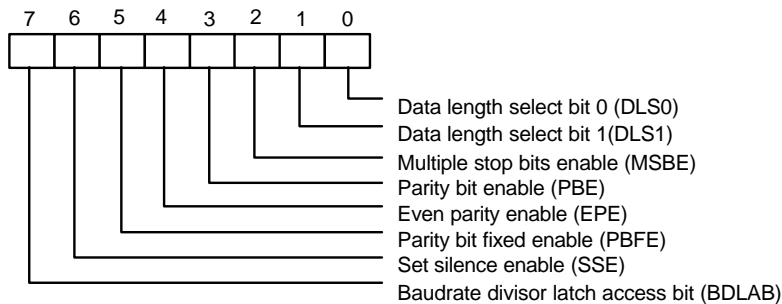 7 6 5 4 3 2 1 0
Data length select bit 0 (DLS0)
Data length select bit 1(DLS1)
Multiple stop bits enable (MSBE)
Parity bit enable (PBE)
Even parity enable (EPE)
Parity bit fixed enable (PBFE)
Set silence enable (SSE)
Baudrate divisor latch access bit (BDLAB)